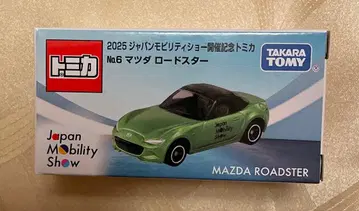 2025 ジャパンモビリティショー開催記念トミカ
No.6 マツダ ロードスター
トミカ
TAKARA TOMY
Japan
Mobility
Show
MAZDA ROADSTER